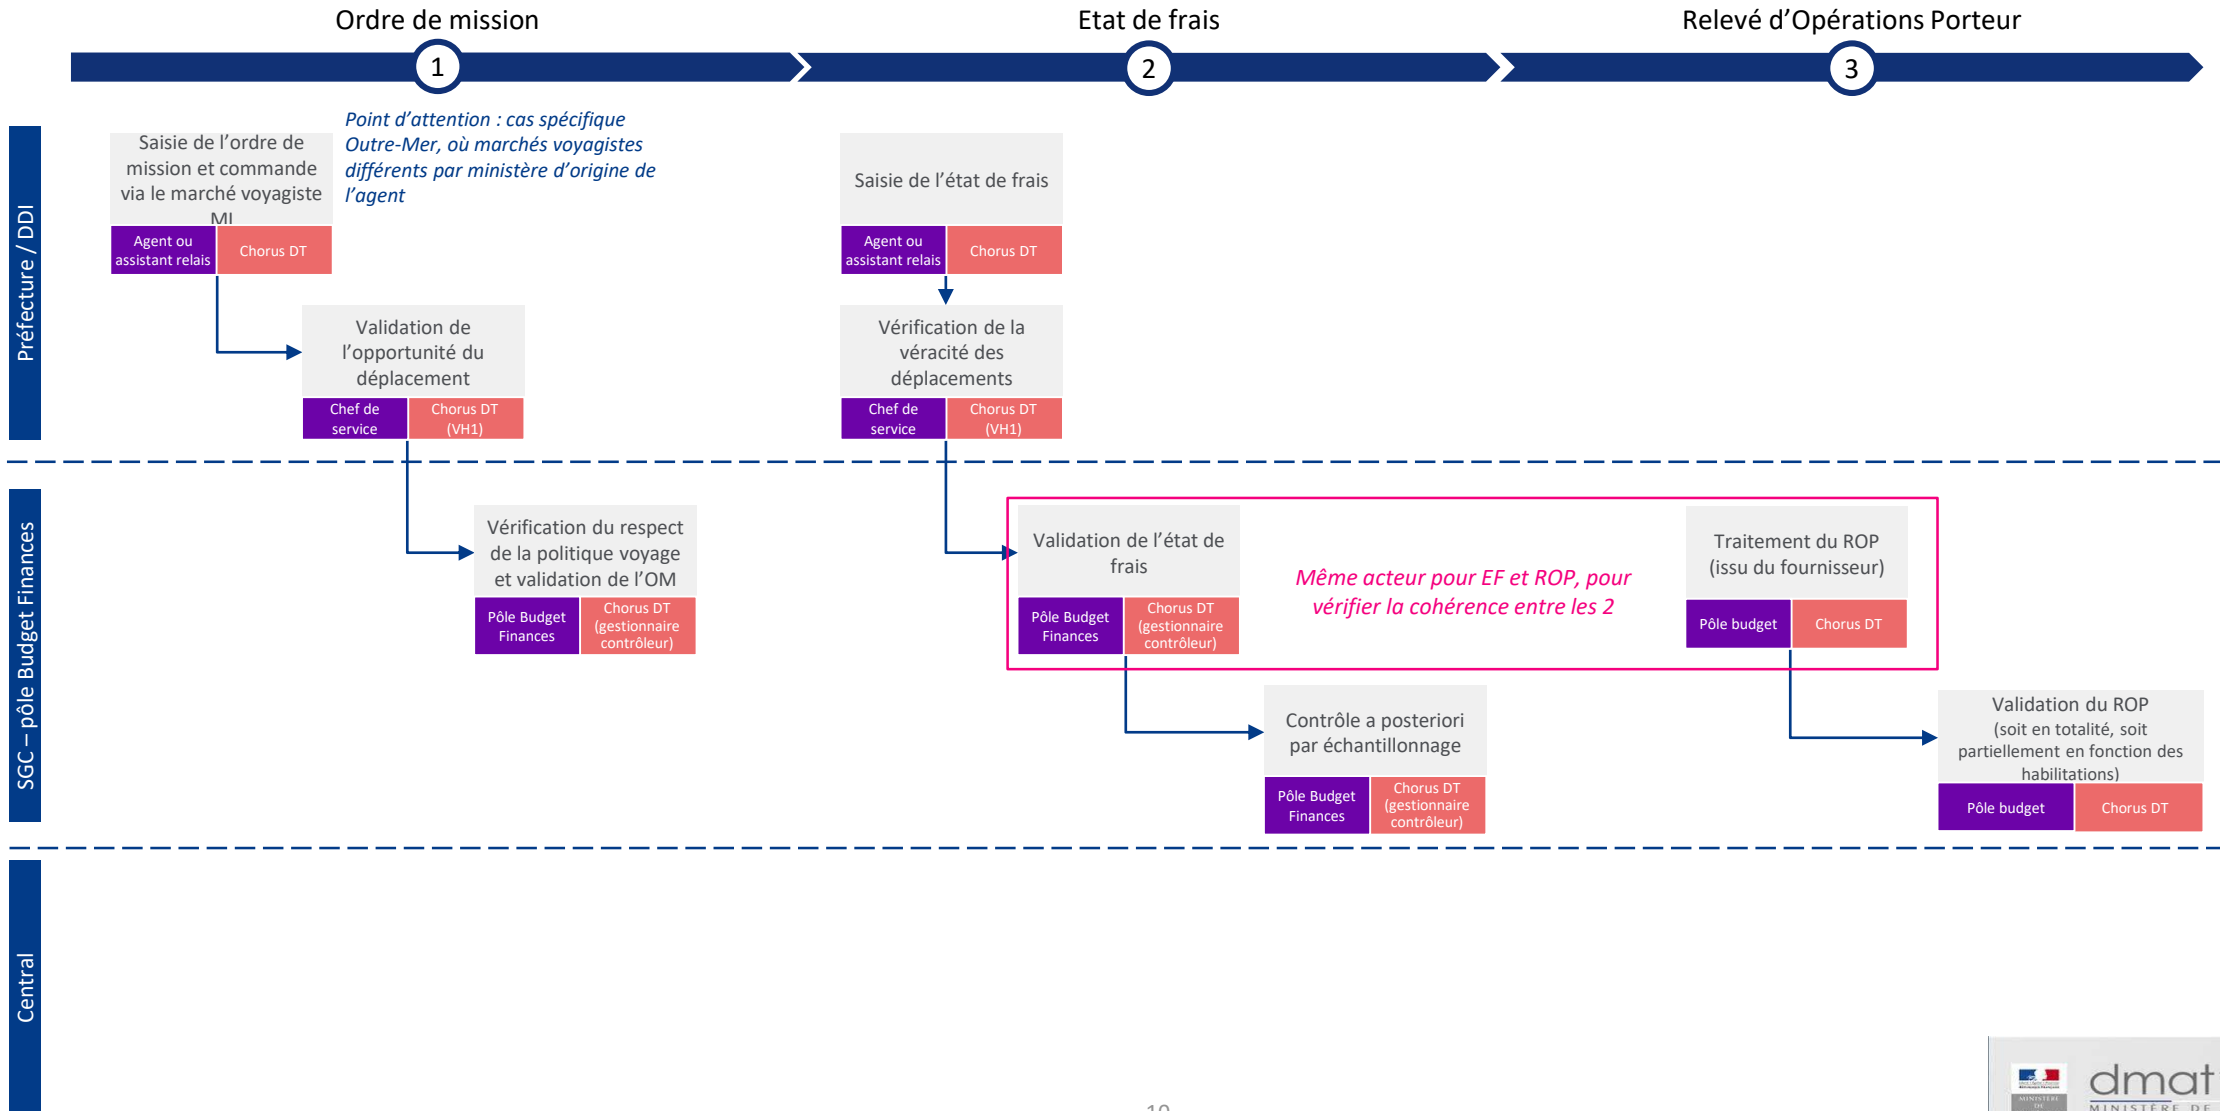 Ordre de mission
Etat de frais
Relevé d’Opérations Porteur
1
2
3
Préfecture / DDI
Saisie de l’ordre de
mission et commande
via le marché voyagiste
MI
Agent ou
assistant relais
Chorus DT
Point d’attention : cas spécifique
Outre-Mer, où marchés voyagistes
différents par ministère d’origine de
l’agent
Validation de
l’opportunité du
déplacement
Chef de
service
Chorus DT
(VH1)
Saisie de l’état de frais
Agent ou
assistant relais
Chorus DT
Vérification de la
véracité des
déplacements
Chef de
service
Chorus DT
(VH1)
SGC – pôle Budget Finances
Vérification du respect
de la politique voyage
et validation de l’OM
Pôle Budget
Finances
Chorus DT
(gestionnaire
contrôleur)
Validation de l’état de
frais
Pôle Budget
Finances
Chorus DT
(gestionnaire
contrôleur)
Même acteur pour EF et ROP, pour
vérifier la cohérence entre les 2
Traitement du ROP
(issu du fournisseur)
Pôle budget
Chorus DT
Contrôle a posteriori
par échantillonnage
Pôle Budget
Finances
Chorus DT
(gestionnaire
contrôleur)
Validation du ROP
(soit en totalité, soit
partiellement en fonction des
habilitations)
Pôle budget
Chorus DT
Central
dmat
MINISTÈRE DE